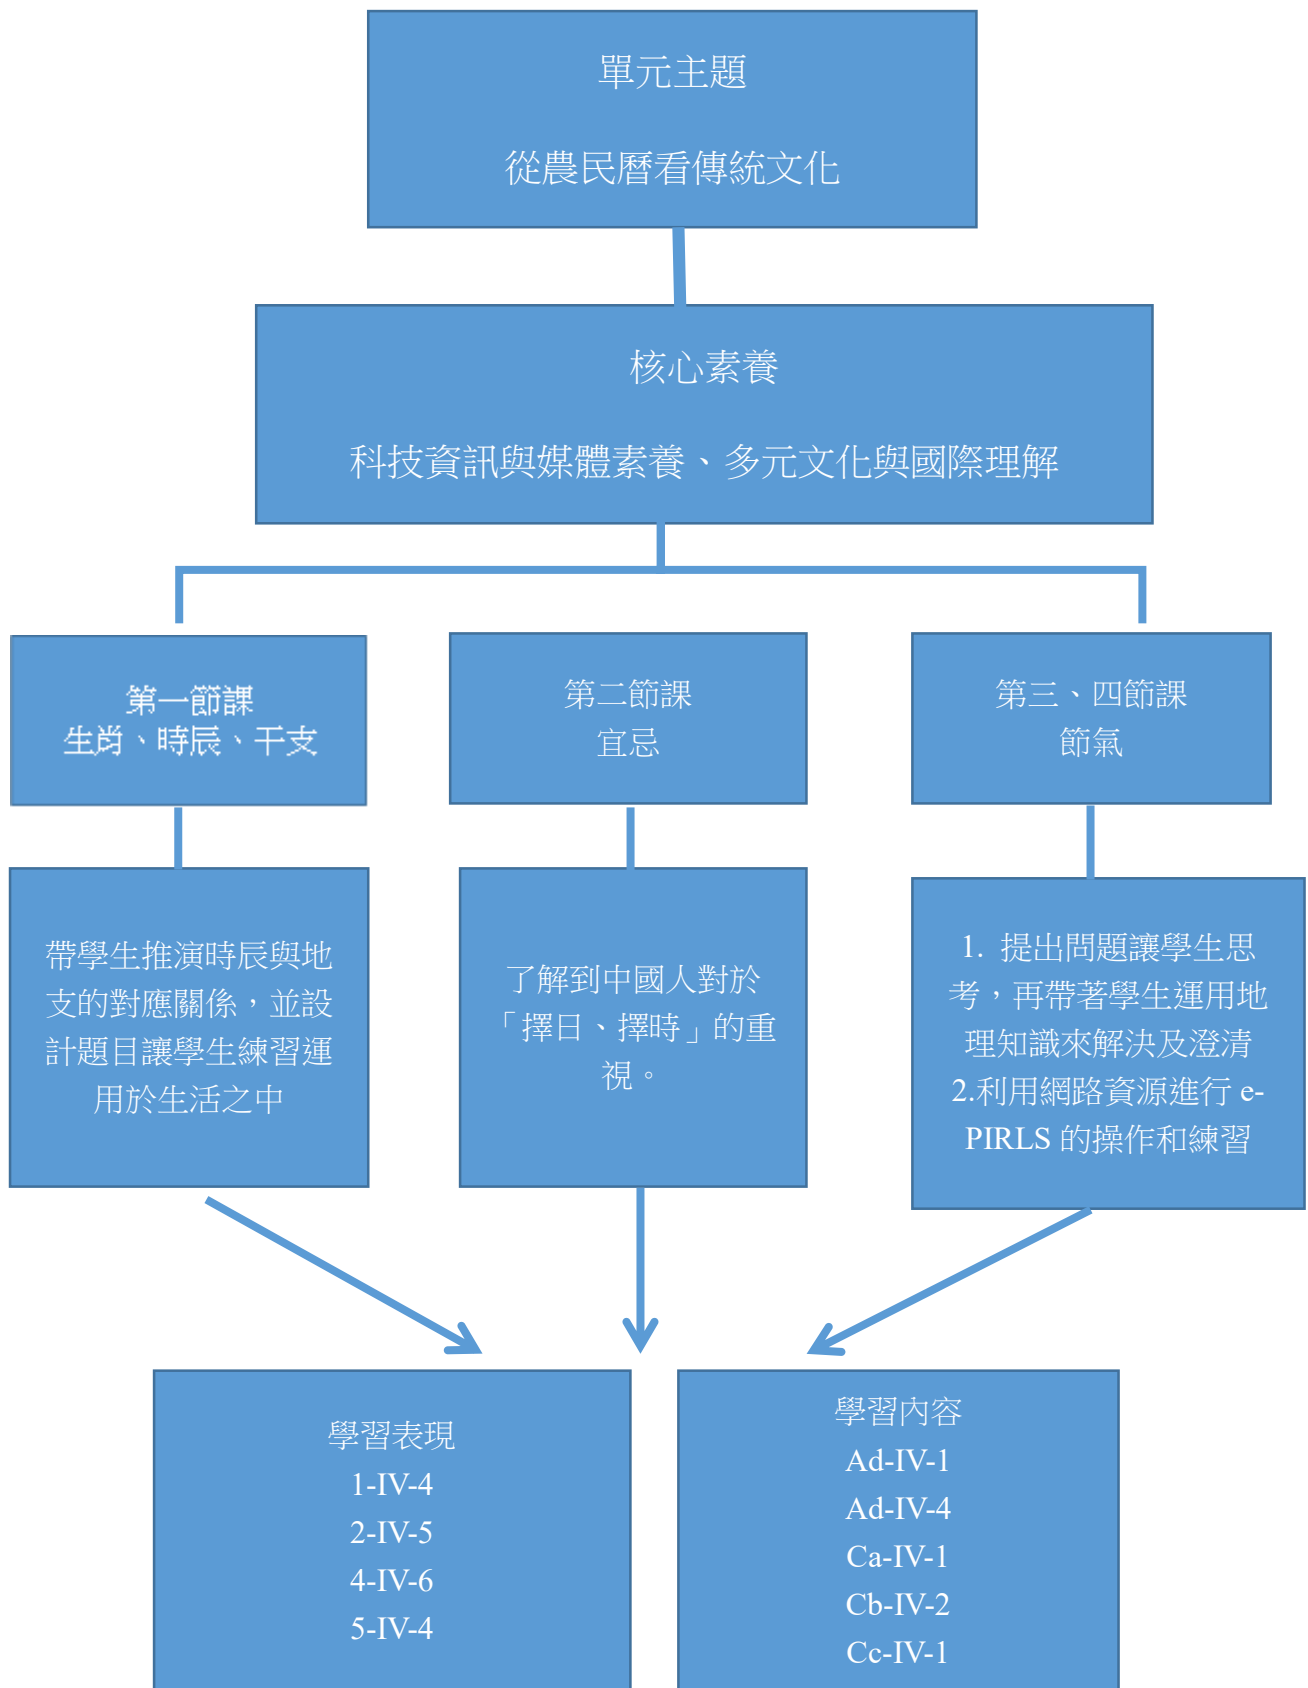 單元主題
從農民曆看傳統文化
核心素養
科技資訊與媒體素養、多元文化與國際理解
第一節課
生肖、時辰、干支
第二節課
宜忌
第三、四節課
節氣
帶學生推演時辰與地
支的對應關係，並設
計題目讓學生練習運
用於生活之中
了解到中國人對於
「擇日、擇時」的重
視。
1. 提出問題讓學生思
考，再帶著學生運用地
理知識來解決及澄清
2.利用網路資源進行 e-
PIRLS 的操作和練習
學習表現
1-IV-4
2-IV-5
4-IV-6
5-IV-4
學習內容
Ad-IV-1
Ad-IV-4
Ca-IV-1
Cb-IV-2
Cc-IV-1